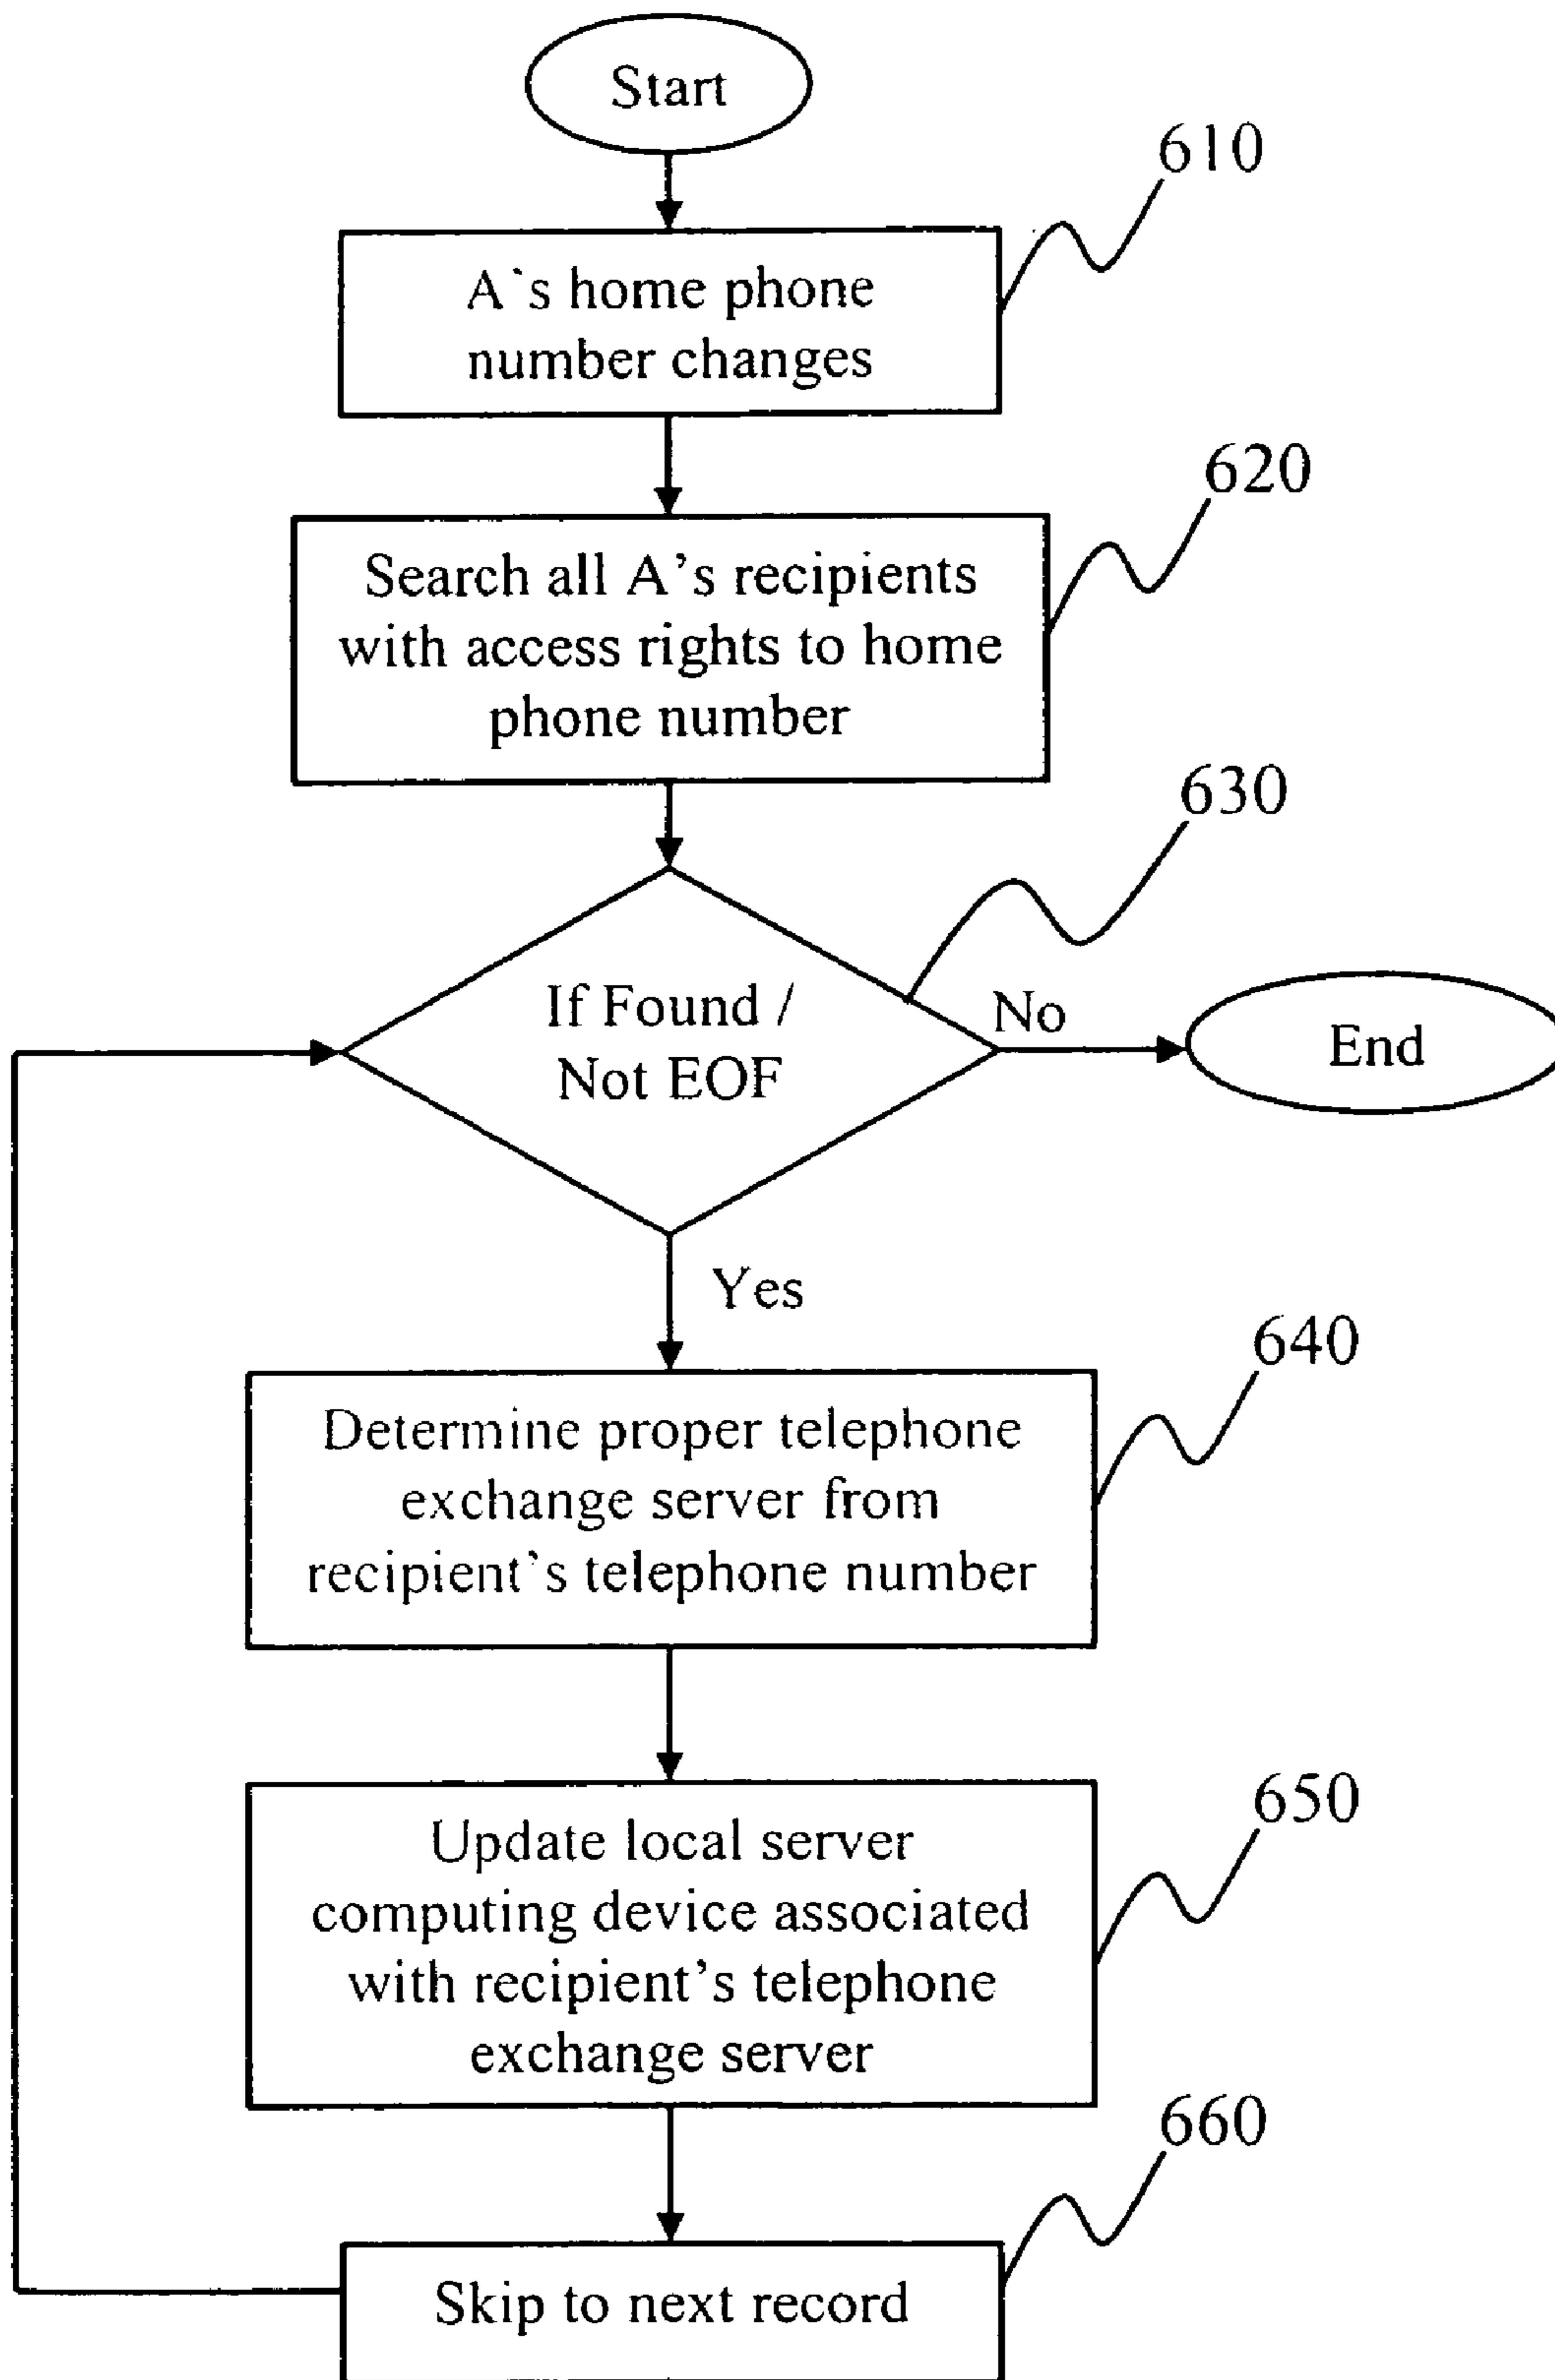 Start
610
A`s home phone
number changes
620
Search all A’s recipients
with access rights to home
phone number
630
If Found /
Not EOF
No
End
Yes
640
Determine proper telephone
exchange server from
recipient’s telephone number
650
Update local server
computing device associated
with recipient’s telephone
exchange server
660
Skip to next record